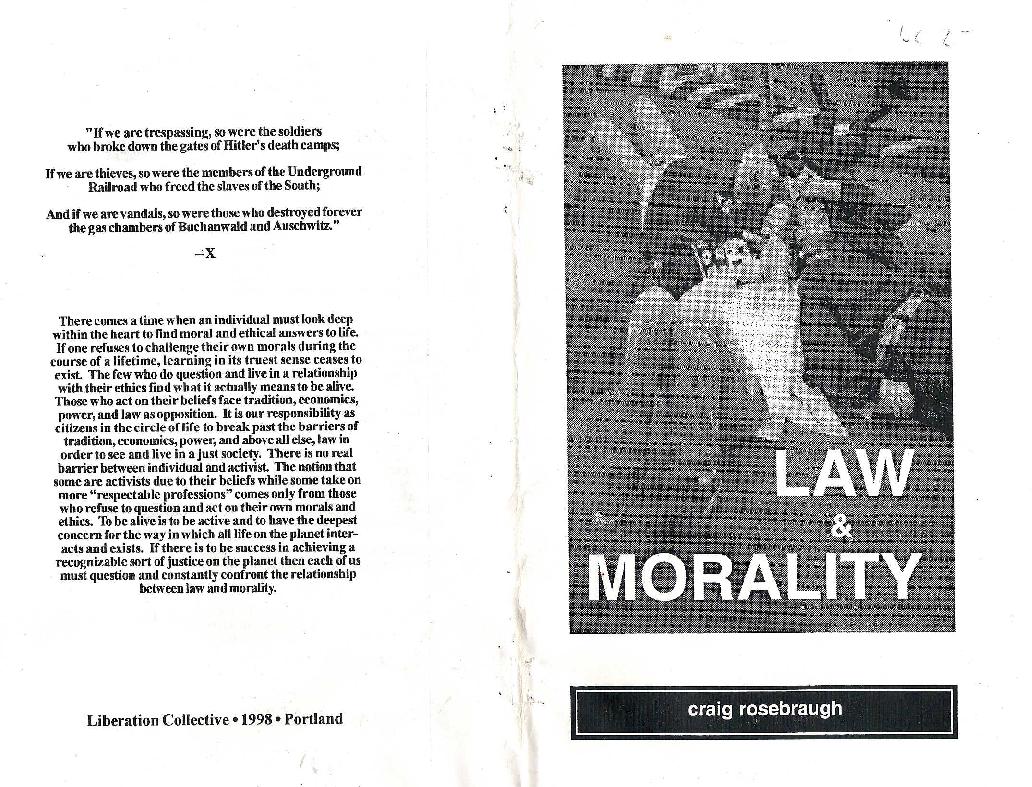 "If we are trespassing, so were the soldiers
who broke down the gates of Hitler's death camps;
If we are thieves, so were the members of the Underground
Railroad who freed the slaves of the South;
And if we are vandals, so were those who destroyed forever
the gas chambers of Buchanwald and Auschwitz."
–X
There comes a time when an individual must look deep
within the heart to find moral and ethical answers to life.
If one refuses to challenge their own morals during the
course of a lifetime, learning in its truest sense ceases to
exist. The few who do question and live in a relationship
with their ethics find what it actually means to be alive.
Those who act on their beliefs face tradition, economics,
power, and law as opposition. It is our responsibility as
citizens in the circle of life to break past the barriers of
tradition, economics, power, and above all else, law in
order to see and live in a just society. There is no real
barrier between individual and activist. The notion that
some are activists due to their beliefs while some take on
more “respectable professions” comes only from those
who refuse to question and act on their own morals and
ethics. To be alive is to be active and to have the deepest
concern for the way in which all life on the planet inter-
acts and exists. If there is to be success in achieving a
recognizable sort of justice on the planet then each of us
must question and constantly confront the relationship
between law and morality.
Liberation Collective • 1998 • Portland
LAW
&
MORALITY
craig rosebraugh